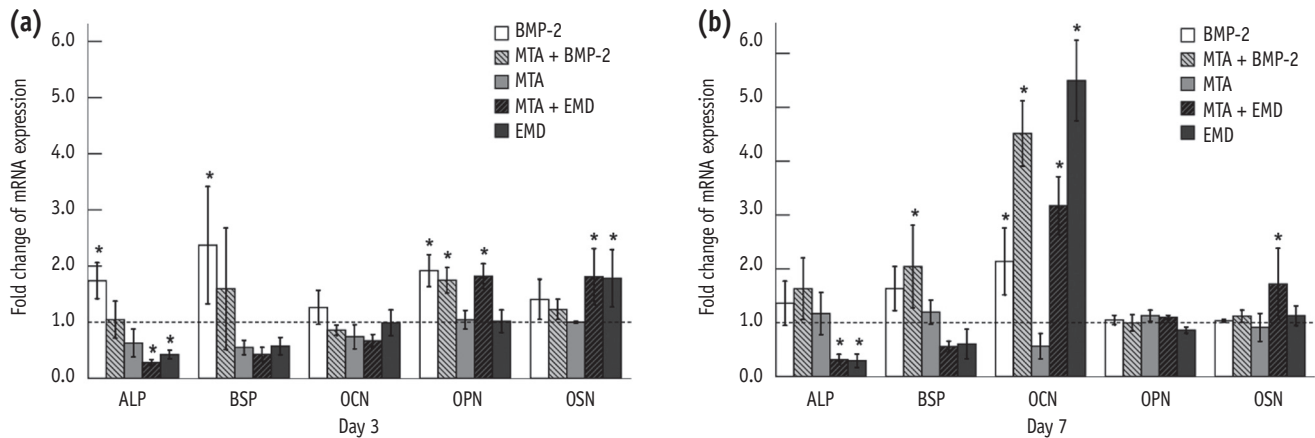 (a)
Fold change of mRNA expression
6.0
5.0
4.0
3.0
2.0
1.0
0.0
BMP-2
MTA + BMP-2
MTA
MTA + EMD
EMD
*
*
*
*
*
*
*
*
*
ALP BSP OCN OPN OSN
Day 3
(b)
Fold change of mRNA expression
6.0
5.0
4.0
3.0
2.0
1.0
0.0
BMP-2
MTA + BMP-2
MTA
MTA + EMD
EMD
*
*
*
*
*
*
*
*
ALP BSP OCN OPN OSN
Day 7